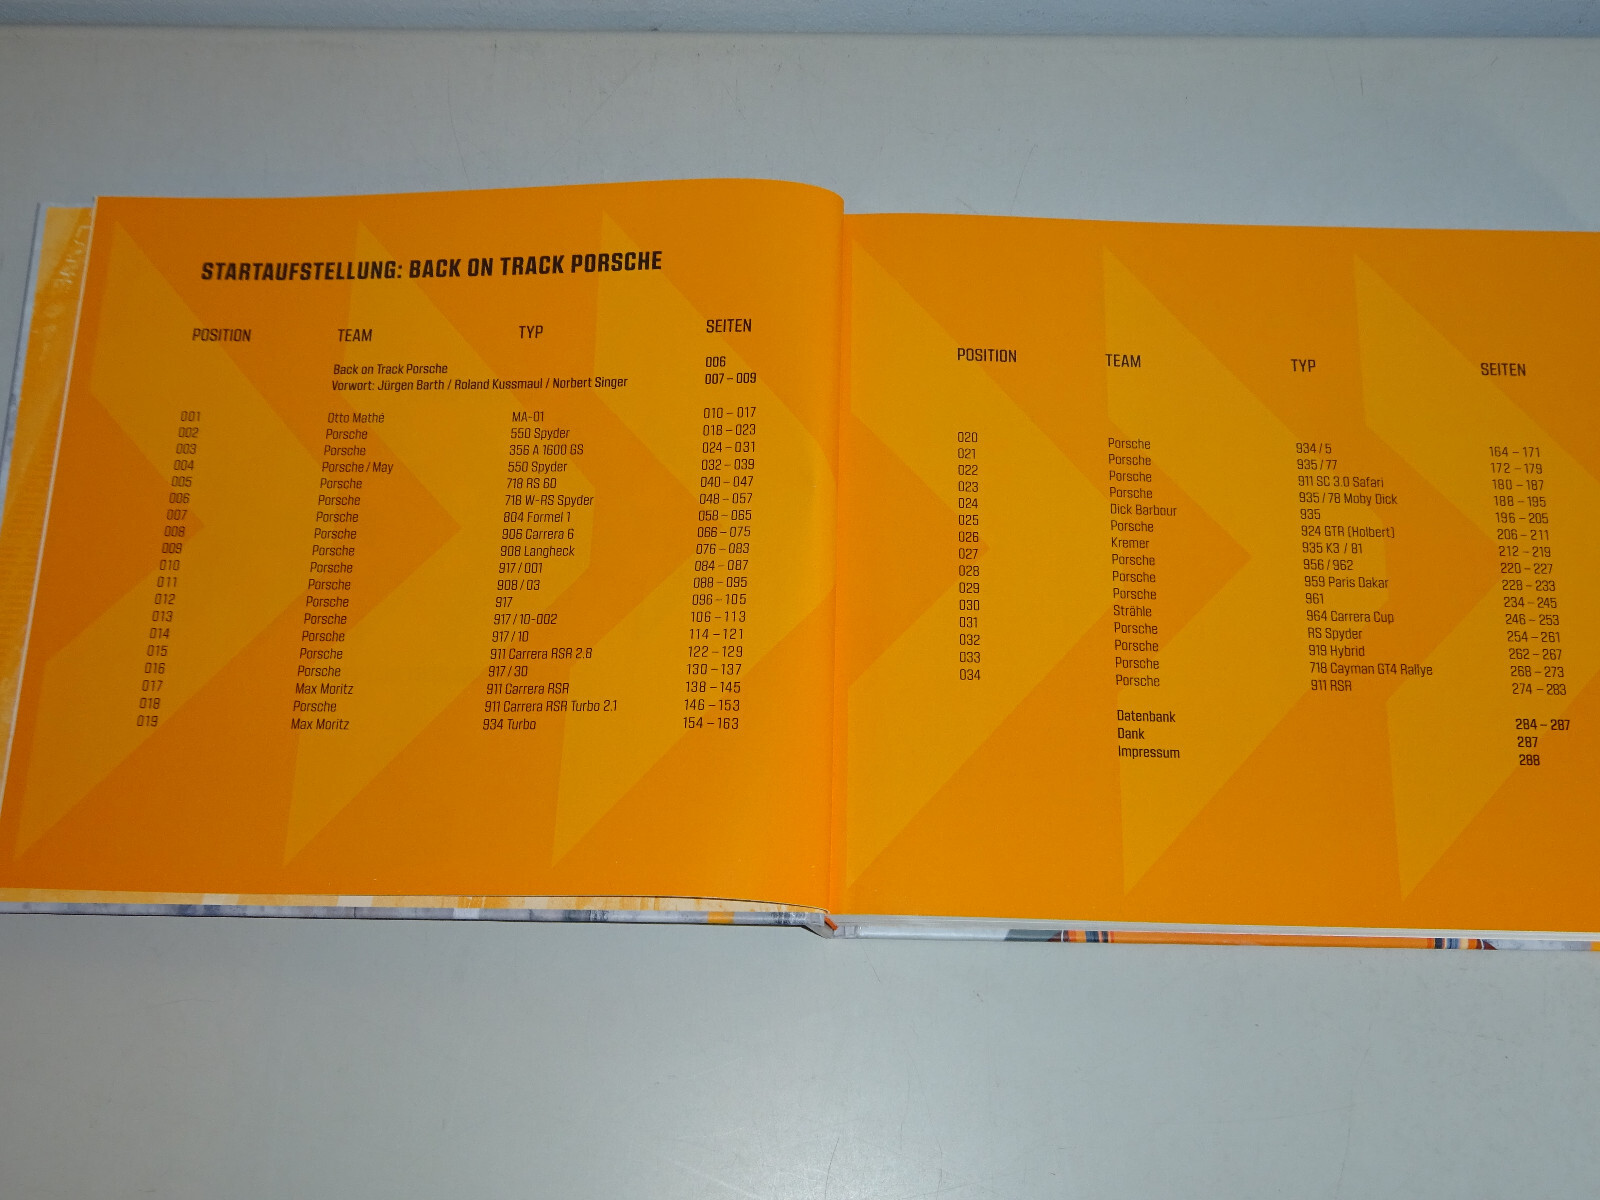 STARTAUFSTELLUNG: BACK ON TRACK PORSCHE
POSITION TEAM TYP SEITEN
Back on Track Porsche 006
Vorwort: Jürgen Barth / Roland Kussmaul / Norbert Singer 007 – 009
001 Otto Mathé MA-01 010 – 017
002 Porsche 550 Spyder 018 – 023
003 Porsche 356 A 1600 GS 024 – 031
004 Porsche / May 550 Spyder 032 – 039
005 Porsche 718 RS 60 040 – 047
006 Porsche 718 W-RS Spyder 048 – 057
007 Porsche 804 Formel 1 058 – 065
008 Porsche 906 Carrera 6 066 – 075
009 Porsche 908 Langheck 076 – 083
010 Porsche 917 / 001 084 – 087
011 Porsche 908 / 03 088 – 095
012 Porsche 917 096 – 105
013 Porsche 917 / 10-002 106 – 113
014 Porsche 917 / 10 114 – 121
015 Porsche 911 Carrera RSR 2.8 122 – 129
016 Porsche 917 / 30 130 – 137
017 Max Moritz 911 Carrera RSR 138 – 145
018 Porsche 911 Carrera RSR Turbo 2.1 146 – 153
019 Max Moritz 934 Turbo 154 – 163
POSITION TEAM TYP SEITEN
020 Porsche 934 / 5 164 – 171
021 Porsche 935 / 77 172 – 179
022 Porsche 911 SC 3.0 Safari 180 – 187
023 Porsche 935 / 78 Moby Dick 188 – 195
024 Dick Barbour 935 196 – 205
025 Porsche 924 GTR (Holbert) 206 – 211
026 Kremer 935 K3 / 81 212 – 219
027 Porsche 956 / 962 220 – 227
028 Porsche 959 Paris Dakar 228 – 233
029 Porsche 961 234 – 245
030 Strähle 964 Carrera Cup 246 – 253
031 Porsche RS Spyder 254 – 261
032 Porsche 919 Hybrid 262 – 267
033 Porsche 718 Cayman GT4 Rallye 268 – 273
034 Porsche 911 RSR 274 – 283
Datenbank 284 – 287
Dank 287
Impressum 288